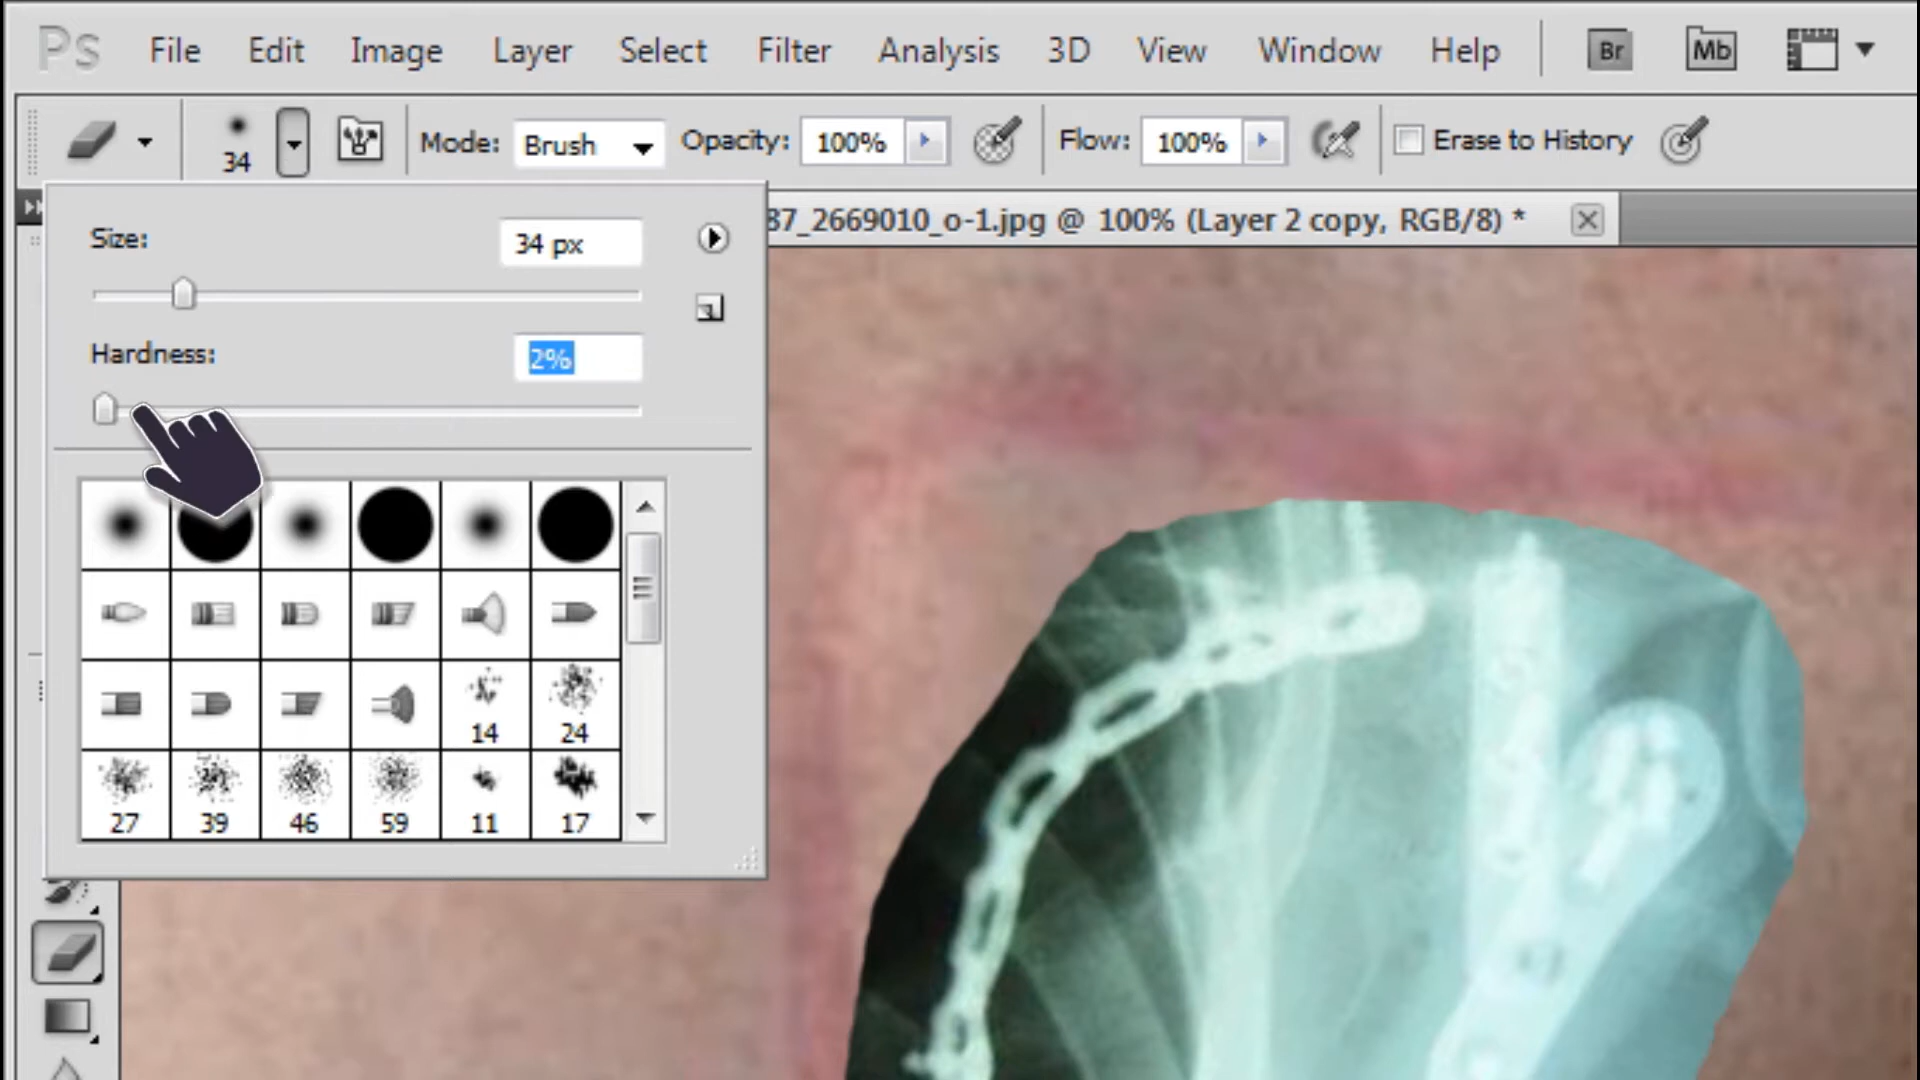 Ps File Edit Image Layer Select Filter Analysis 3D View Window Help Br Mb
34 Mode: Brush Opacity: 100% Flow: 100% Erase to History
87_2669010_o-1.jpg @ 100% (Layer 2 copy, RGB/8) *
Size: 34 px
Hardness: 2%
14 24
27 39 46 59 11 17